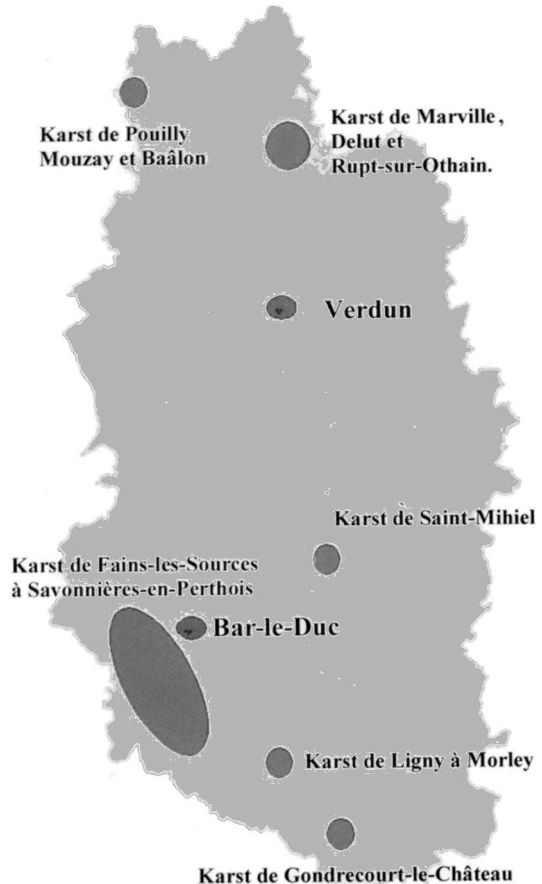 Karst de Pouilly
Mouzay et Baâlon
Karst de Marville,
Delut et
Rupt-sur-Othain.
Verdun
Karst de Saint-Mihiel
Karst de Fains-les-Sources
à Savonnières-en-Perthois
Bar-le-Duc
Karst de Ligny à Morley
Karst de Gondrecourt-le-Château